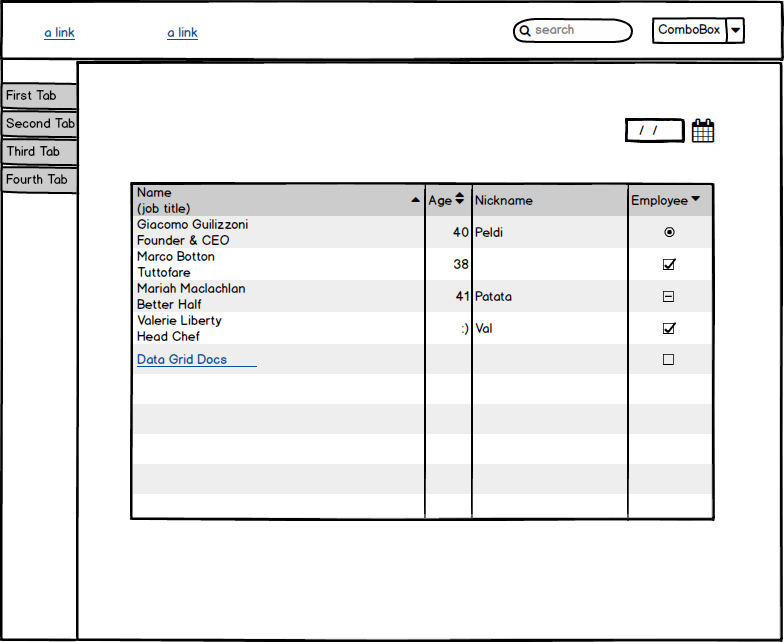 a link
a link
search
ComboBox
First Tab
Second Tab
Third Tab
Fourth Tab
/ /
Name
(job title)
Age
Nickname
Employee
Giacomo Guilizzoni
Founder & CEO
40
Peldi
Marco Botton
Tuttofare
38
Mariah Maclachlan
Better Half
41
Patata
Valerie Liberty
Head Chef
:)
Val
Data Grid Docs